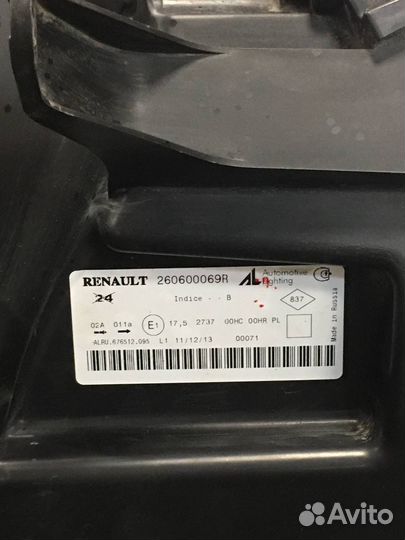 RENAULT 260600069R AL Automotive Lighting
24 Indice - - B 837
02A 011a E1 17,5 2737 00HC 00HR PL
ALRU.676512.095 L1 11/12/13 00071
Made in Russia
Avito